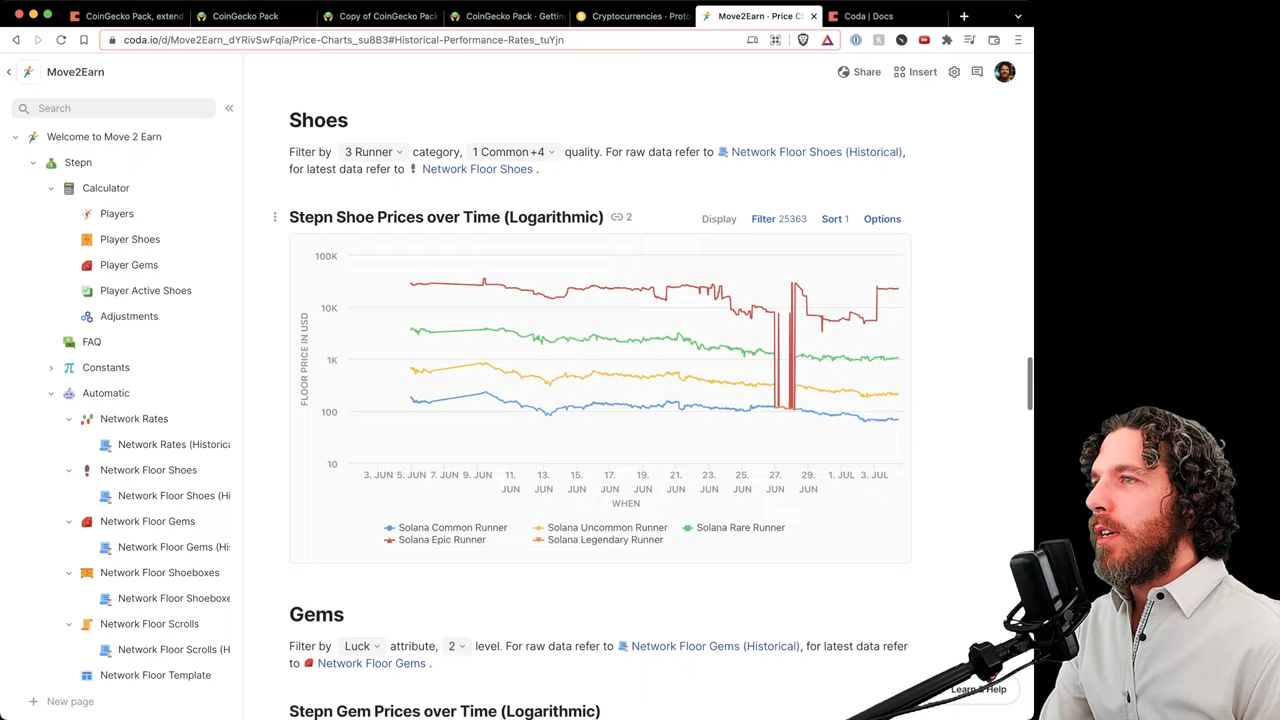 CoinGecko Pack, extend
CoinGecko Pack
Copy of CoinGecko Pack
CoinGecko Pack - Getti
Cryptocurrencies - Proto
Move2Earn · Price C
Coda | Docs
coda.io/d/Move2Earn_dYRivSwFqia/Price-Charts_su8B3#Historical-Performance-Rates_tuYjn
Move2Earn
Share
Insert
Search
Welcome to Move 2 Earn
Stepn
Calculator
Players
Player Shoes
Player Gems
Player Active Shoes
Adjustments
FAQ
Constants
Automatic
Network Rates
Network Rates (Historica
Network Floor Shoes
Network Floor Shoes (Hi
Network Floor Gems
Network Floor Gems (His
Network Floor Shoeboxes
Network Floor Shoeboxe
Network Floor Scrolls
Network Floor Scrolls (H
Network Floor Template
New page
Shoes
Filter by 3 Runner category, 1 Common +4 quality. For raw data refer to Network Floor Shoes (Historical),
for latest data refer to Network Floor Shoes .
Stepn Shoe Prices over Time (Logarithmic) 2
Display Filter 25363 Sort 1 Options
100K
10K
1K
100
10
FLOOR PRICE IN USD
3. JUN 5. JUN 7. JUN 9. JUN 11. JUN 13. JUN 15. JUN 17. JUN 19. JUN 21. JUN 23. JUN 25. JUN 27. JUN 29. JUN 1. JUL 3. JUL
WHEN
Solana Common Runner Solana Uncommon Runner Solana Rare Runner
Solana Epic Runner Solana Legendary Runner
Gems
Filter by Luck attribute, 2 level. For raw data refer to Network Floor Gems (Historical), for latest data refer
to Network Floor Gems .
Stepn Gem Prices over Time (Logarithmic)
Learn & Help